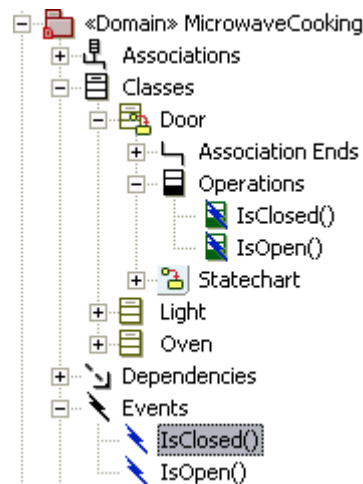 «Domain» MicrowaveCooking
Associations
Classes
Door
Association Ends
Operations
IsClosed()
IsOpen()
Statechart
Light
Oven
Dependencies
Events
IsClosed()
IsOpen()